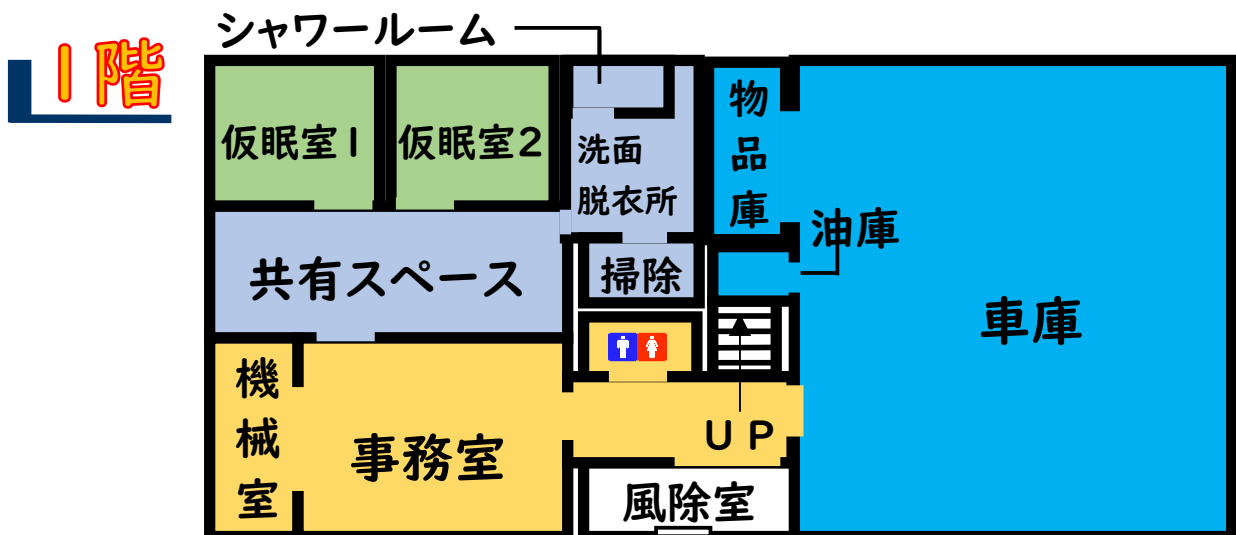 1階
シャワールーム
仮眠室1
仮眠室2
洗面
脱衣所
物品庫
油庫
共有スペース
掃除
車庫
機械室
事務室
UP
風除室